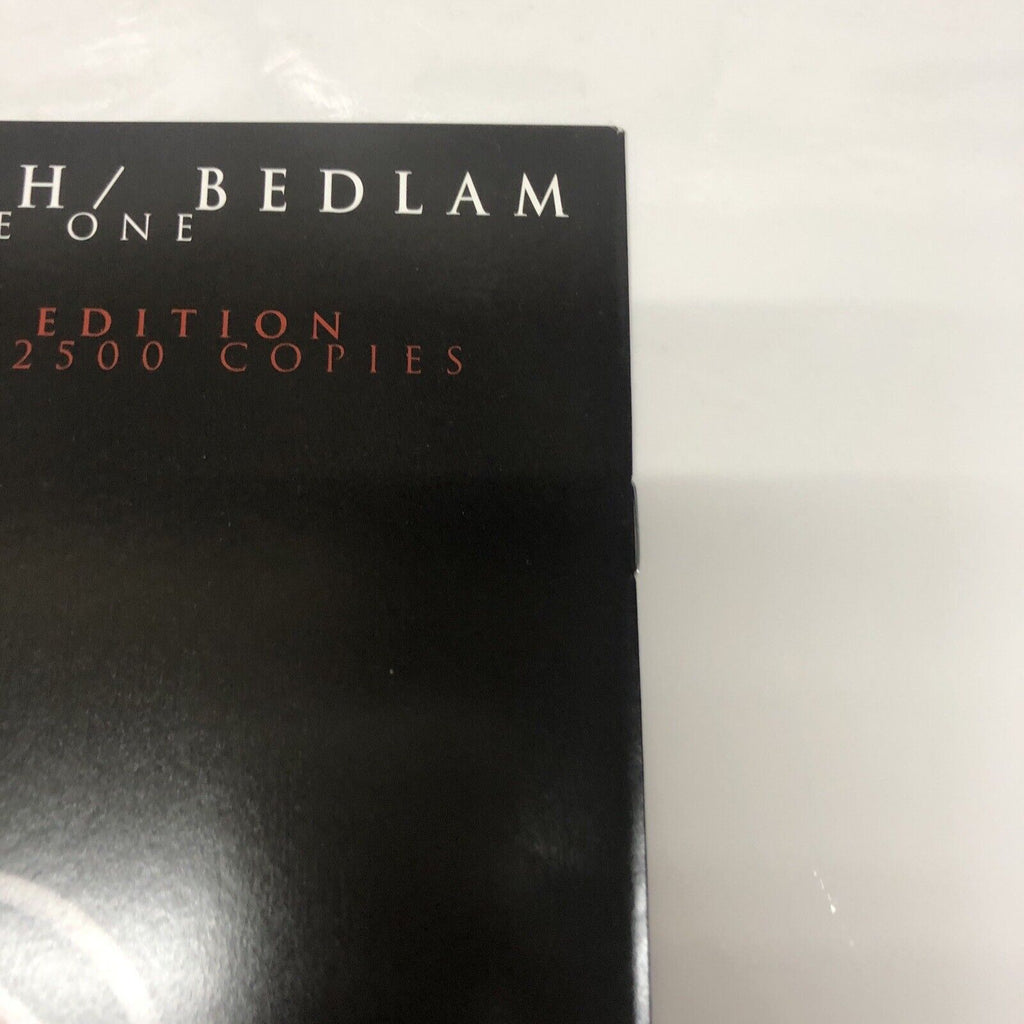 H/ BEDLAM
E ONE
EDITION
2500 COPIES